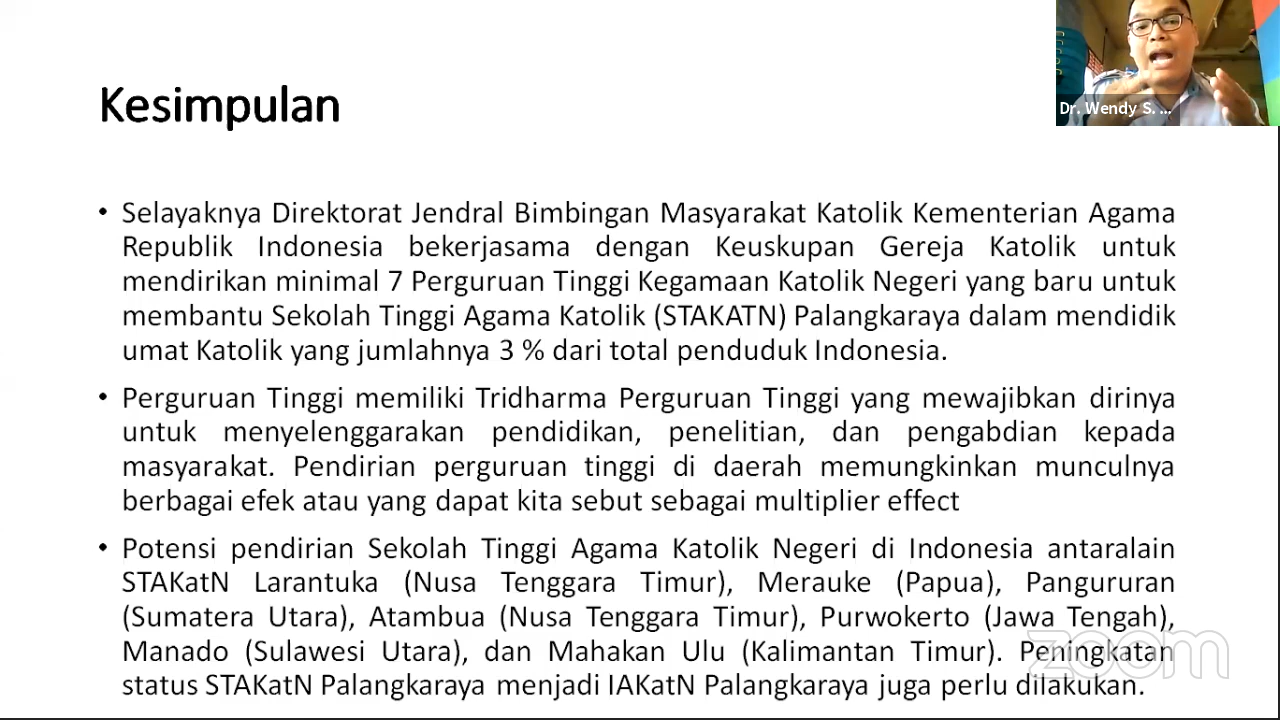 Dr. Wendy S. ...
Kesimpulan
• Selayaknya Direktorat Jendral Bimbingan Masyarakat Katolik Kementerian Agama
Republik Indonesia bekerjasama dengan Keuskupan Gereja Katolik untuk
mendirikan minimal 7 Perguruan Tinggi Kegamaan Katolik Negeri yang baru untuk
membantu Sekolah Tinggi Agama Katolik (STAKATN) Palangkaraya dalam mendidik
umat Katolik yang jumlahnya 3 % dari total penduduk Indonesia.
• Perguruan Tinggi memiliki Tridharma Perguruan Tinggi yang mewajibkan dirinya
untuk menyelenggarakan pendidikan, penelitian, dan pengabdian kepada
masyarakat. Pendirian perguruan tinggi di daerah memungkinkan munculnya
berbagai efek atau yang dapat kita sebut sebagai multiplier effect
• Potensi pendirian Sekolah Tinggi Agama Katolik Negeri di Indonesia antaralain
STAKatN Larantuka (Nusa Tenggara Timur), Merauke (Papua), Pangururan
(Sumatera Utara), Atambua (Nusa Tenggara Timur), Purwokerto (Jawa Tengah),
Manado (Sulawesi Utara), dan Mahakan Ulu (Kalimantan Timur). Peningkatan
status STAKatN Palangkaraya menjadi IAKatN Palangkaraya juga perlu dilakukan.
zoom